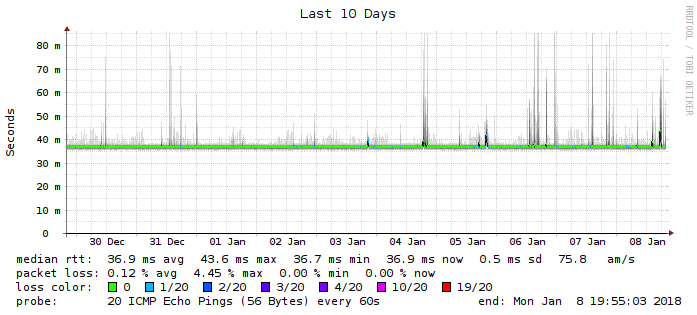 Last 10 Days
RRDTOOL / TOBI OETIKER
Seconds
80 m
70 m
60 m
50 m
40 m
30 m
20 m
10 m
0
30 Dec 31 Dec 01 Jan 02 Jan 03 Jan 04 Jan 05 Jan 06 Jan 07 Jan 08 Jan
median rtt: 36.9 ms avg 43.6 ms max 36.7 ms min 36.9 ms now 0.5 ms sd 75.8 am/s
packet loss: 0.12 % avg 4.45 % max 0.00 % min 0.00 % now
loss color: 0 1/20 2/20 3/20 4/20 10/20 19/20
probe: 20 ICMP Echo Pings (56 Bytes) every 60s end: Mon Jan 8 19:55:03 2018